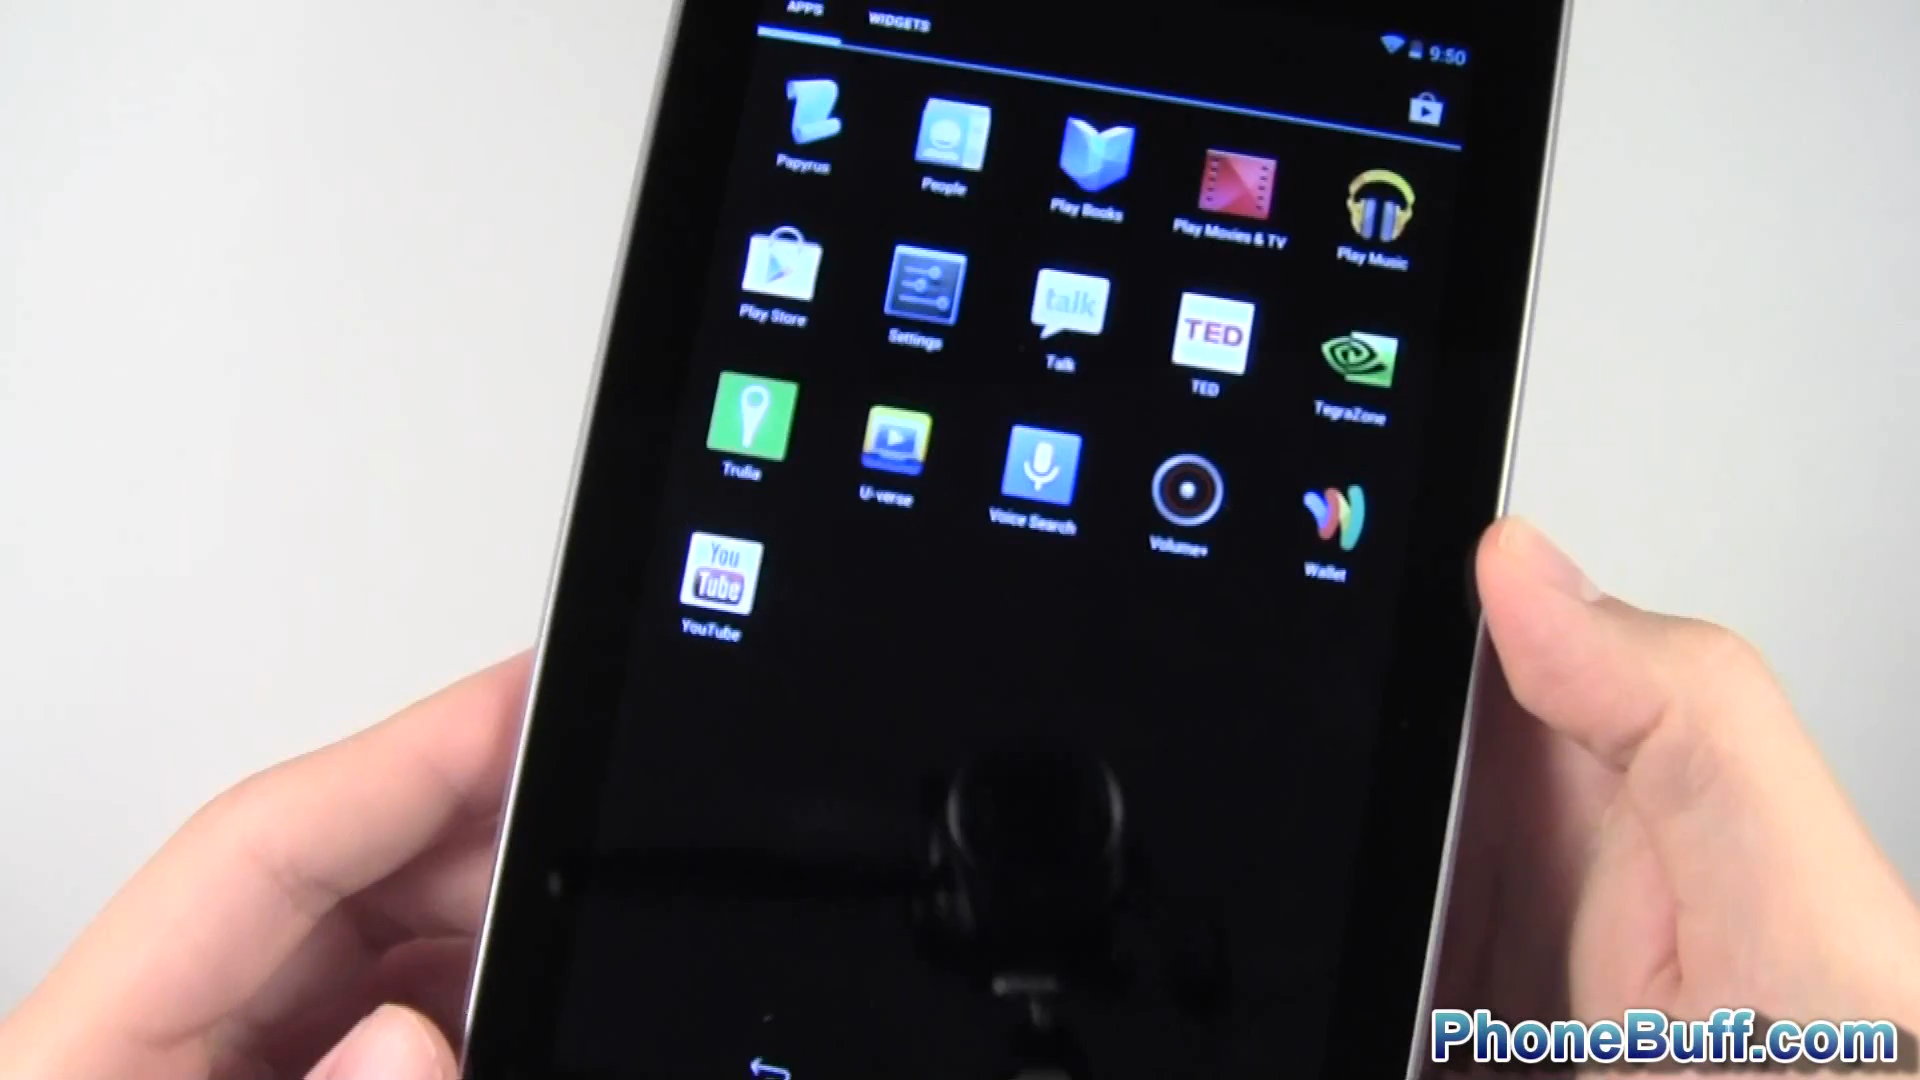 APPS WIDGETS
9:50
Papyrus
People
Play Books
Play Movies & TV
Play Music
Play Store
Settings
talk
Talk
TED
TED
TegraZone
Trulia
U-verse
Voice Search
Volume+
Wallet
You
Tube
YouTube
PhoneBuff.com